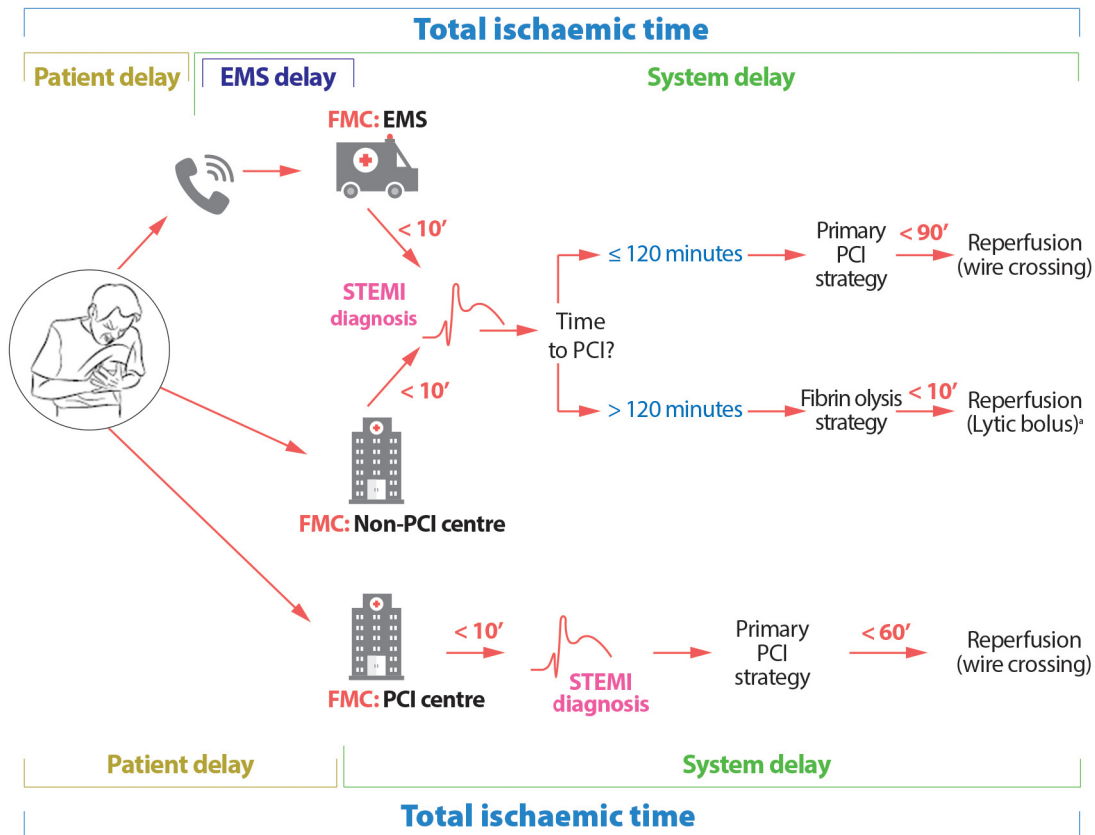 Total ischaemic time
Patient delay
EMS delay
System delay
FMC: EMS
< 10'
STEMI
diagnosis
< 10'
Time
to PCI?
≤ 120 minutes
Primary
PCI
strategy
< 90'
Reperfusion
(wire crossing)
> 120 minutes
Fibrin olysis
strategy
< 10'
Reperfusion
(Lytic bolus)ª
FMC: Non-PCI centre
FMC: PCI centre
< 10'
STEMI
diagnosis
Primary
PCI
strategy
< 60'
Reperfusion
(wire crossing)
Patient delay
System delay
Total ischaemic time